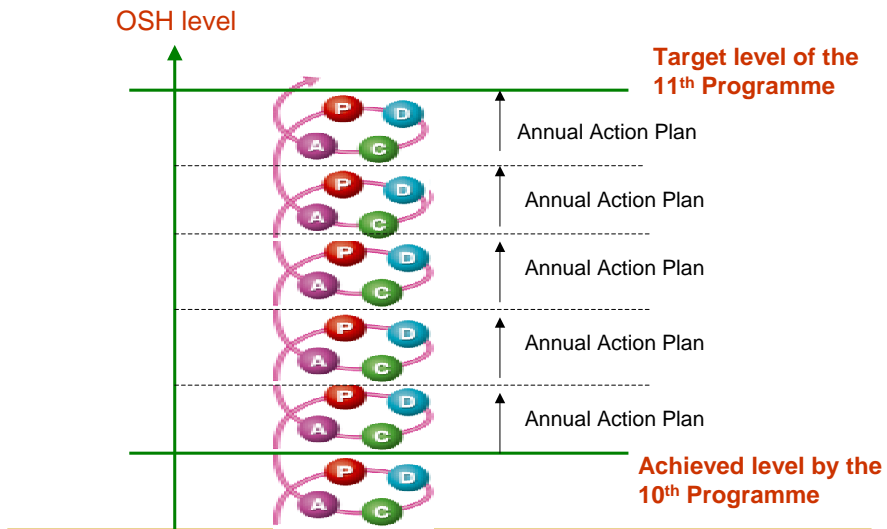 OSH level
Target level of the
11th Programme
P D
Annual Action Plan
A C
P D
Annual Action Plan
A C
P D
Annual Action Plan
A C
P D
Annual Action Plan
A C
P D
Annual Action Plan
A C
Achieved level by the
10th Programme
P D
A C